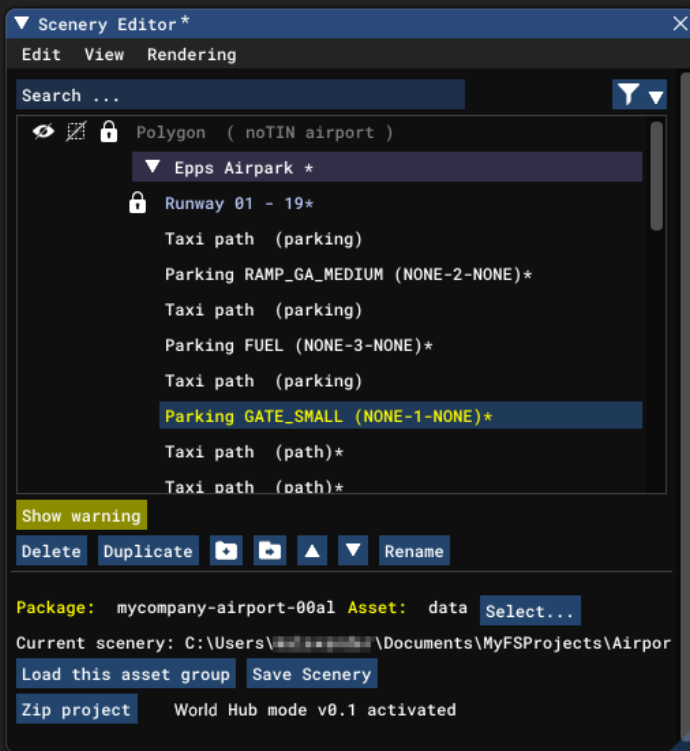 Scenery Editor*
Edit View Rendering
Search ...
Polygon ( noTIN airport )
Epps Airpark *
Runway 01 - 19*
Taxi path (parking)
Parking RAMP_GA_MEDIUM (NONE-2-NONE)*
Taxi path (parking)
Parking FUEL (NONE-3-NONE)*
Taxi path (parking)
Parking GATE_SMALL (NONE-1-NONE)*
Taxi path (path)*
Taxi path (path)*
Show warning
Delete Duplicate Rename
Package: mycompany-airport-00al Asset: data Select...
Current scenery: C:\Users\ \Documents\MyFSProjects\Airpor
Load this asset group Save Scenery
Zip project World Hub mode v0.1 activated